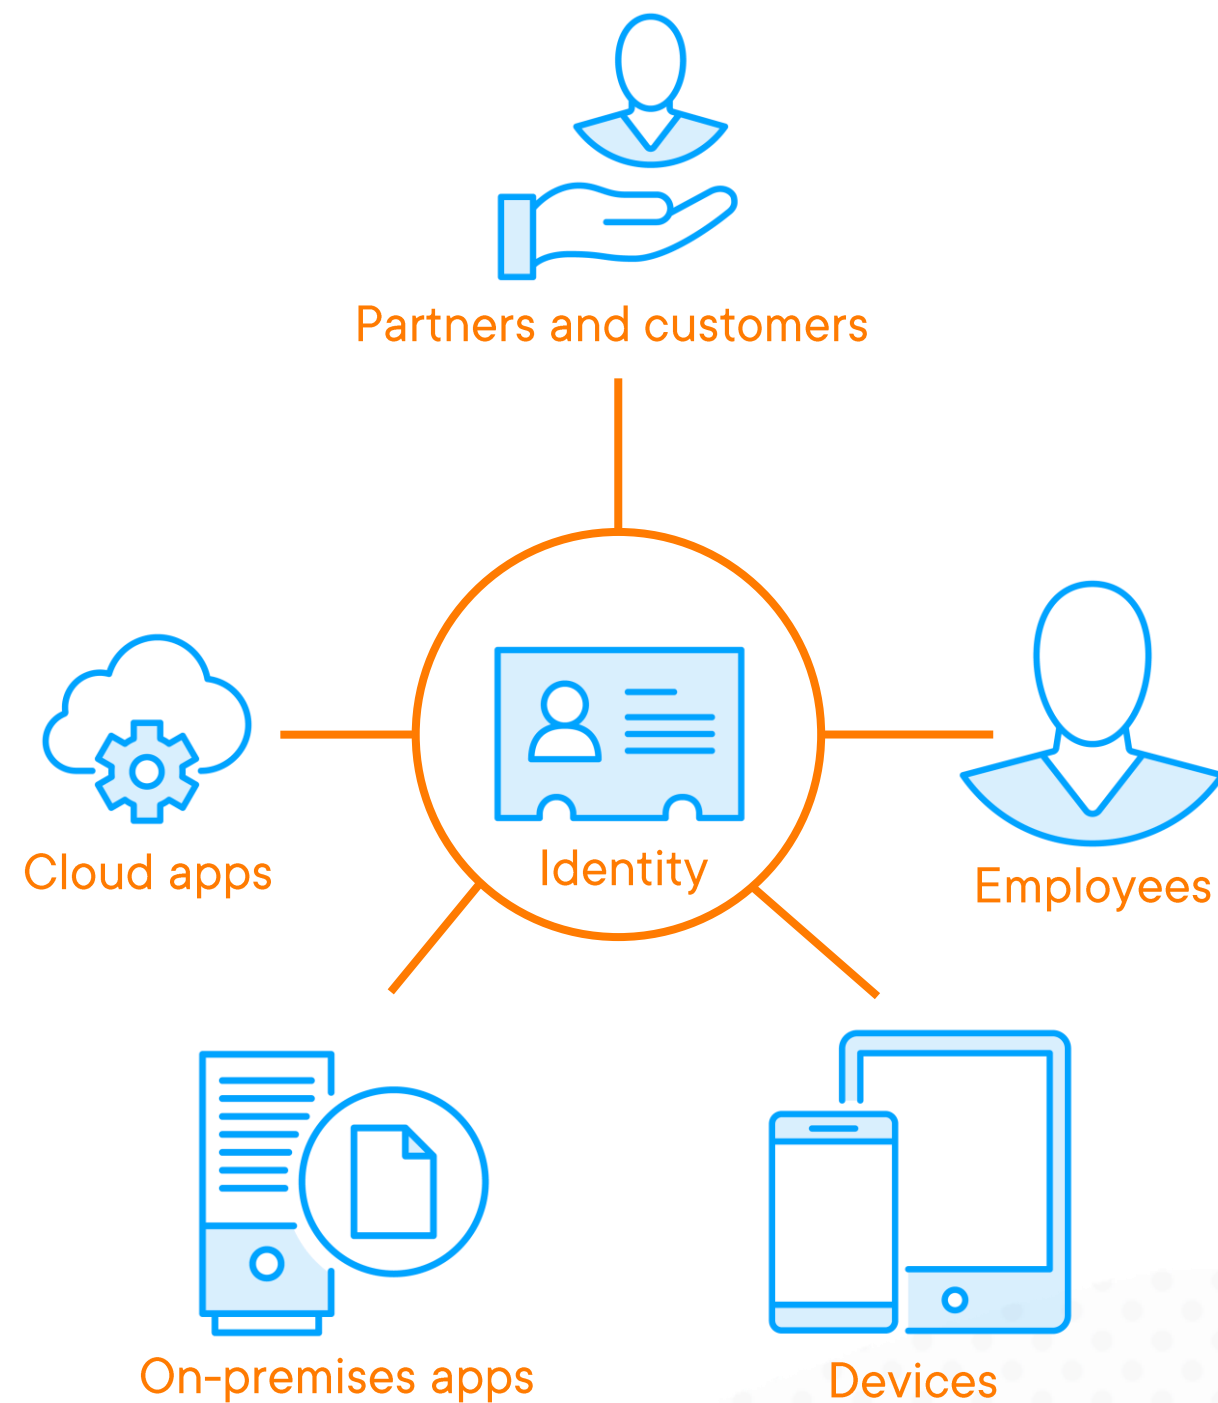 Partners and customers
Cloud apps
Identity
Employees
On-premises apps
Devices